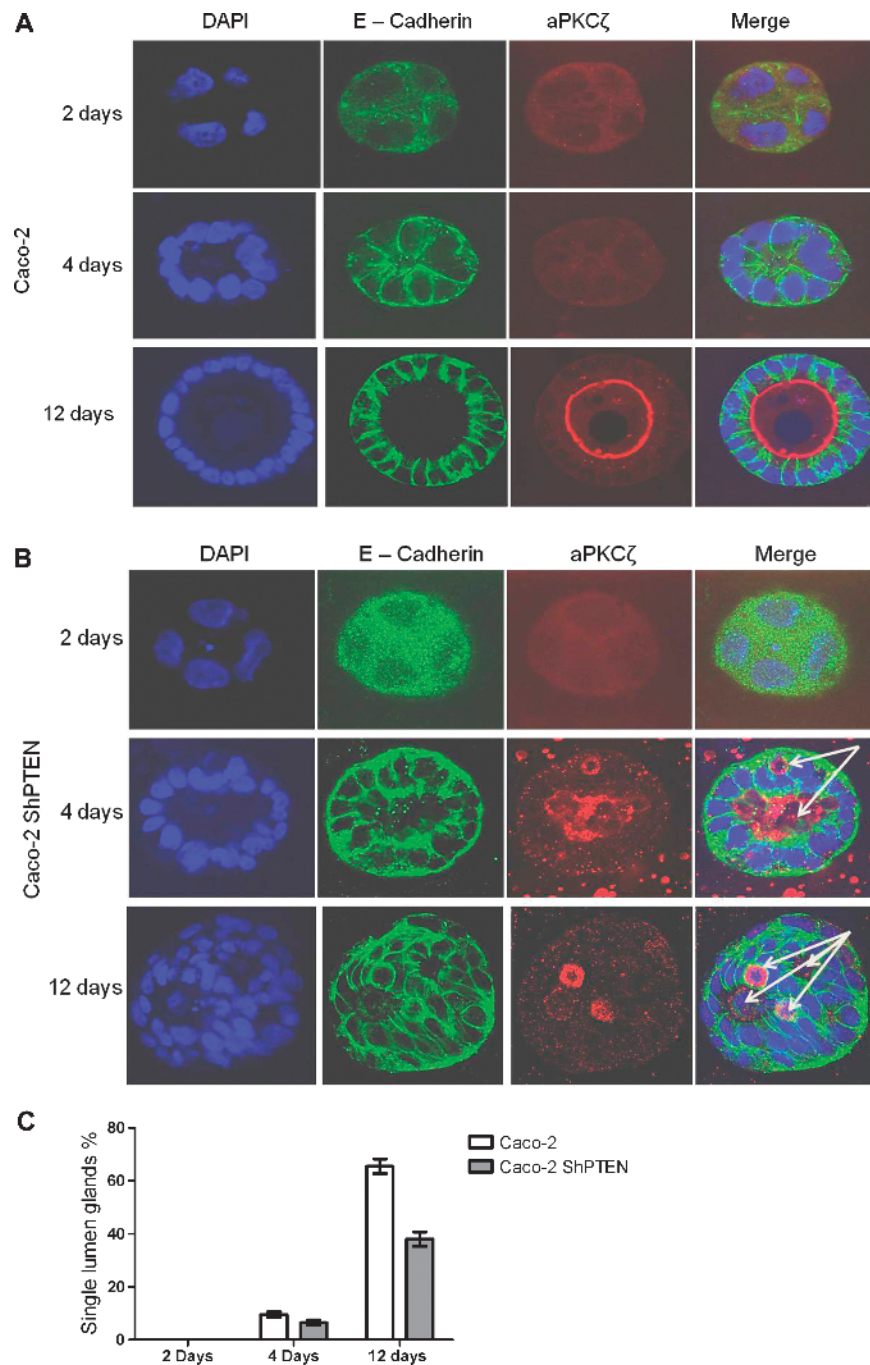 A
DAPI
E – Cadherin
aPKCζ
Merge
2 days
Caco-2
4 days
12 days
B
DAPI
E – Cadherin
aPKCζ
Merge
2 days
Caco-2 ShPTEN
4 days
12 days
C
Single lumen glands %
80
60
40
20
0
2 Days
4 Days
12 days
Caco-2
Caco-2 ShPTEN